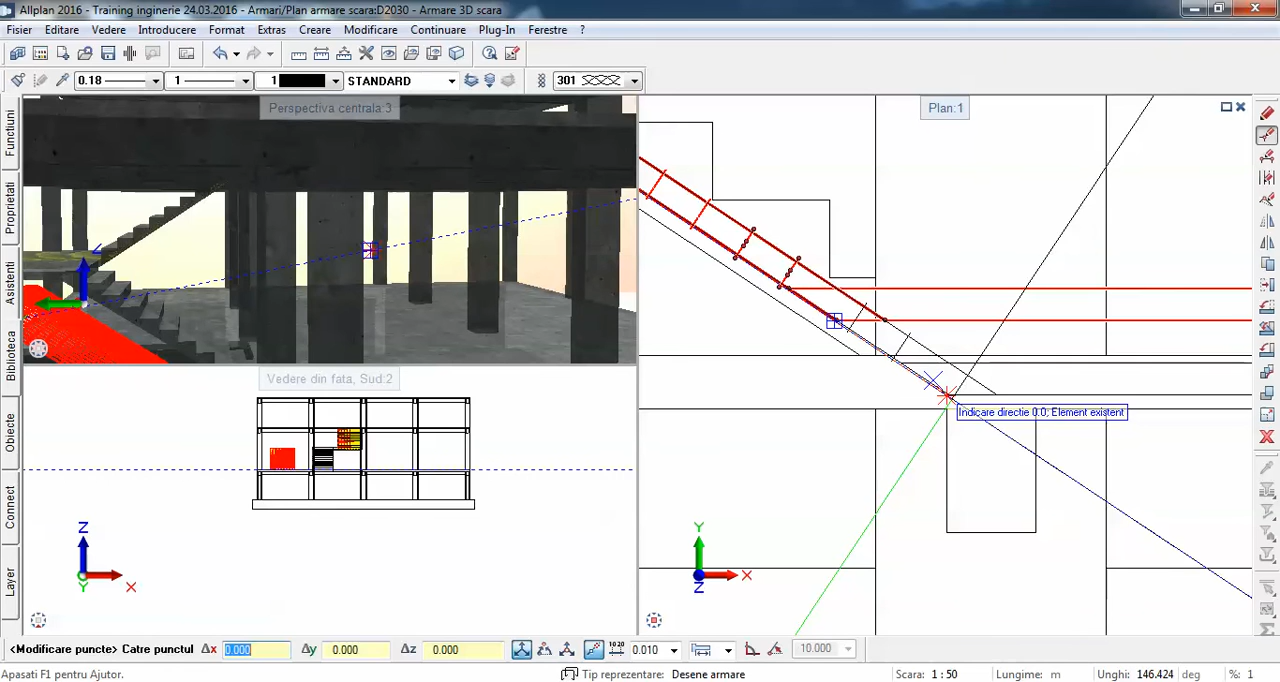 Allplan 2016 - Training inginerie 24.03.2016 - Armari/Plan armare scara:D2030 - Armare 3D scara
Fisier Editare Vedere Introducere Format Extras Creare Modificare Continuare Plug-In Ferestre ?
0.18 1 1 STANDARD 301
Functiuni
Proprietati
Asistenti
Biblioteca
Obiecte
Connect
Layer
Perspectiva centrala:3
Plan:1
Indicare directie 0.0; Element existent
Vedere din fata, Sud:2
Z
X
Y
Y
X
Z
<Modificare puncte> Catre punctul Δx 0.000 Δy 0.000 Δz 0.000 10.20 0.010 10.000
Apasati F1 pentru Ajutor. Tip reprezentare: Desene armare Scara: 1 : 50 Lungime: m Unghi: 146.424 deg %: 1